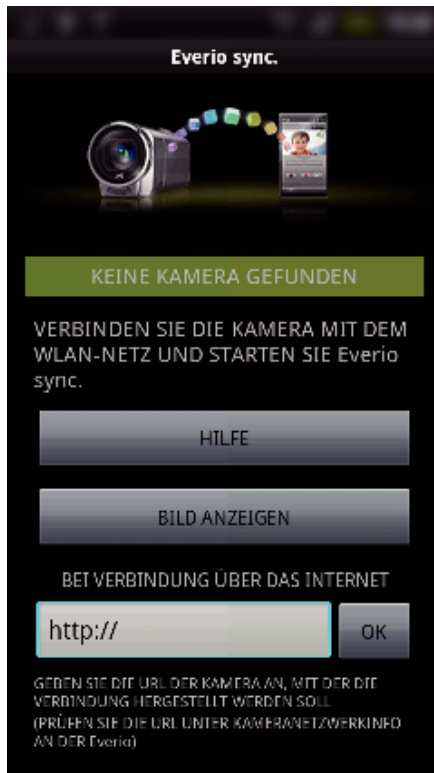 Everio sync.
KEINE KAMERA GEFUNDEN
VERBINDEN SIE DIE KAMERA MIT DEM
WLAN-NETZ UND STARTEN SIE Everio
sync.
HILFE
BILD ANZEIGEN
BEI VERBINDUNG ÜBER DAS INTERNET
http://
OK
GEBEN SIE DIE URL DER KAMERA AN, MIT DER DIE
VERBINDUNG HERGESTELLT WERDEN SOLL
(PRÜFEN SIE DIE URL UNTER KAMERANETZWERKINFO
AN DER Everio)